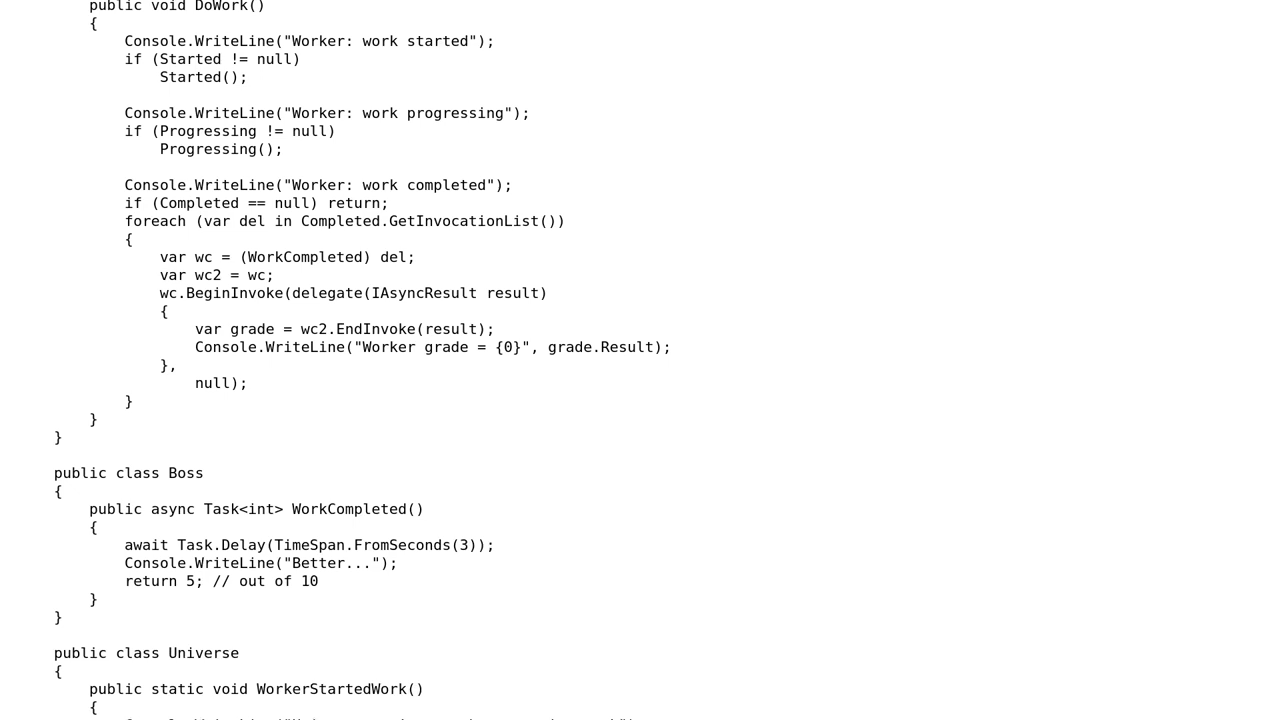 public void DoWork()
{
Console.WriteLine("Worker: work started");
if (Started != null)
Started();
Console.WriteLine("Worker: work progressing");
if (Progressing != null)
Progressing();
Console.WriteLine("Worker: work completed");
if (Completed == null) return;
foreach (var del in Completed.GetInvocationList())
{
var wc = (WorkCompleted) del;
var wc2 = wc;
wc.BeginInvoke(delegate(IAsyncResult result)
{
var grade = wc2.EndInvoke(result);
Console.WriteLine("Worker grade = {0}", grade.Result);
},
null);
}
}
}
public class Boss
{
public async Task<int> WorkCompleted()
{
await Task.Delay(TimeSpan.FromSeconds(3));
Console.WriteLine("Better...");
return 5; // out of 10
}
}
public class Universe
{
public static void WorkerStartedWork()
{